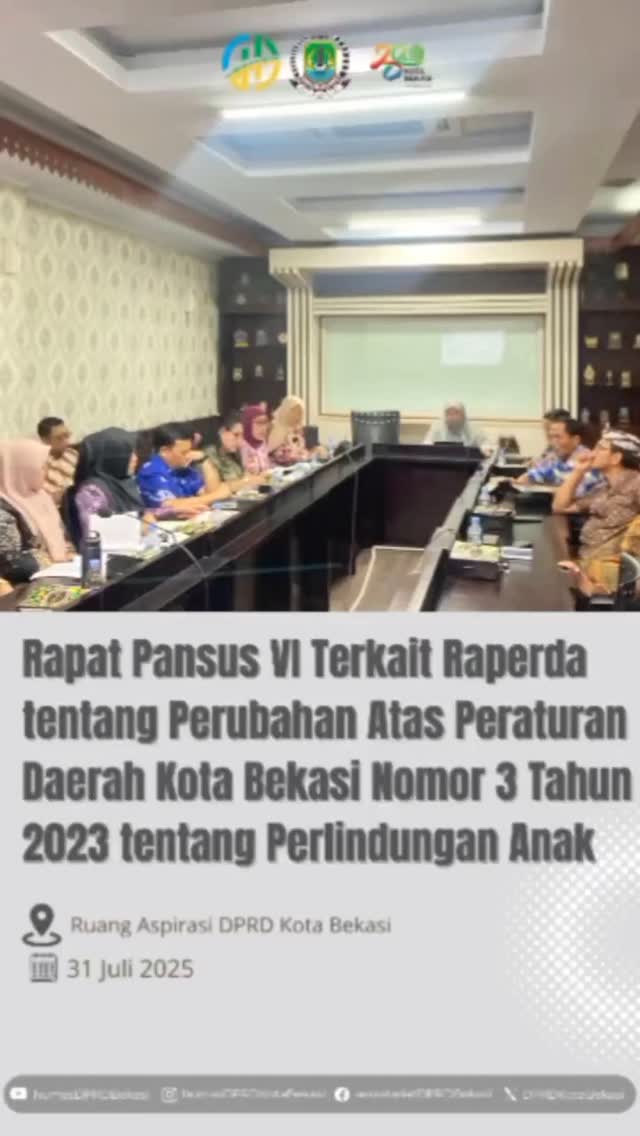 Rapat Pansus VI Terkait Raperda
tentang Perubahan Atas Peraturan
Daerah Kota Bekasi Nomor 3 Tahun
2023 tentang Perlindungan Anak
Ruang Aspirasi DPRD Kota Bekasi
31 Juli 2025